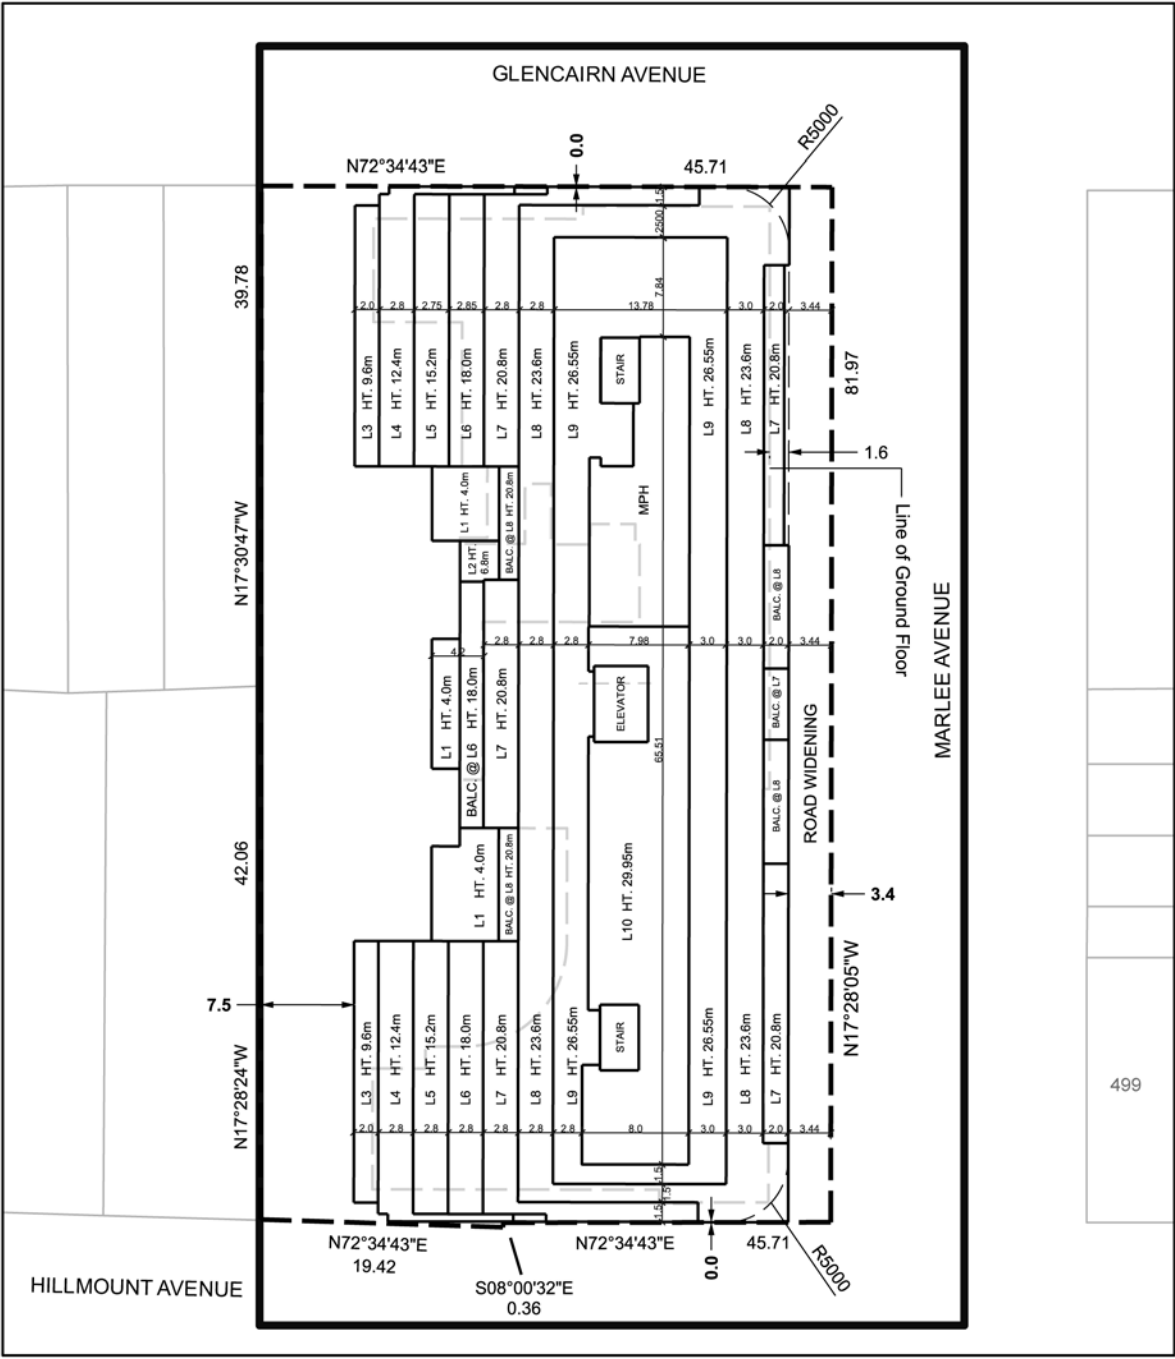 GLENCAIRN AVENUE
R5000
0.0
N72°34'43"E
45.71
1.5
2500
39.78
7.84
2.0
2.8
2.75
2.85
2.8
2.8
13.78
3.0
2.0
3.44
L3 HT. 9.6m
L4 HT. 12.4m
L5 HT. 15.2m
L6 HT. 18.0m
L7 HT. 20.8m
L8 HT. 23.6m
L9 HT. 26.55m
STAIR
L9 HT. 26.55m
L8 HT. 23.6m
L7 HT. 20.8m
81.97
1.6
L1 HT. 4.0m
BALC. @ L8 HT. 20.8m
MPH
Line of Ground Floor
N17°30'47"W
L2 HT.
6.8m
BALC. @ L8
2.8
2.8
2.8
7.98
3.0
3.0
2.0
3.44
4.2
L1 HT. 4.0m
BALC. @ L6 HT. 18.0m
L7 HT. 20.8m
ELEVATOR
65.51
BALC. @ L7
ROAD WIDENING
MARLEE AVENUE
BALC. @ L8
42.06
L1 HT. 4.0m
BALC. @ L8 HT. 20.8m
L10 HT. 29.95m
3.4
N17°28'05"W
7.5
L3 HT. 9.6m
L4 HT. 12.4m
L5 HT. 15.2m
L6 HT. 18.0m
L7 HT. 20.8m
L8 HT. 23.6m
L9 HT. 26.55m
STAIR
L9 HT. 26.55m
L8 HT. 23.6m
L7 HT. 20.8m
N17°28'24"W
499
2.0
2.8
2.8
2.8
2.8
2.8
2.8
8.0
3.0
3.0
2.0
3.44
1.5
1.5
1.5
N72°34'43"E
19.42
N72°34'43"E
45.71
0.0
R5000
HILLMOUNT AVENUE
S08°00'32"E
0.36